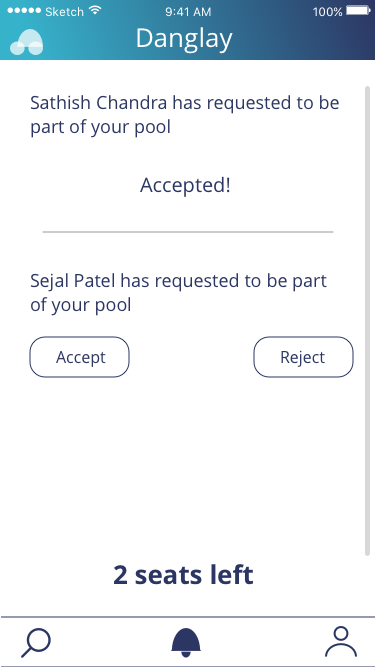 Sketch 9:41 AM 100%
Danglay
Sathish Chandra has requested to be
part of your pool
Accepted!
Sejal Patel has requested to be part
of your pool
Accept Reject
2 seats left